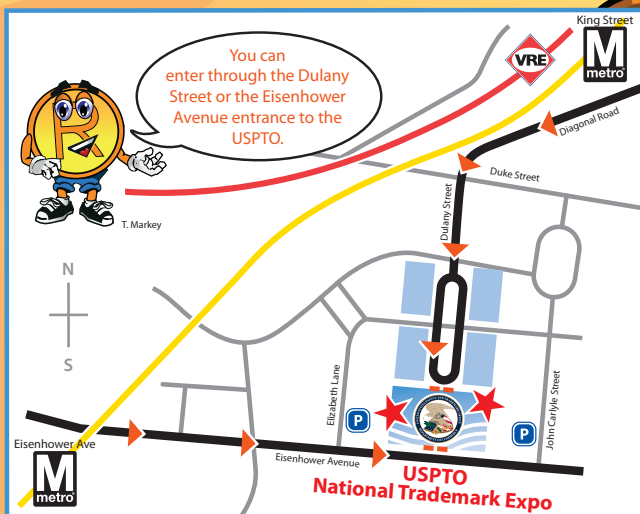 King Street
M
metro
VRE
You can
enter through the Dulany
Street or the Eisenhower
Avenue entrance to the
USPTO.
R
T. Markey
Diagonal Road
Duke Street
Dulany Street
N
S
Elizabeth Lane
John Carlyle Street
P
P
Eisenhower Ave
M
metro
Eisenhower Avenue
USPTO
National Trademark Expo